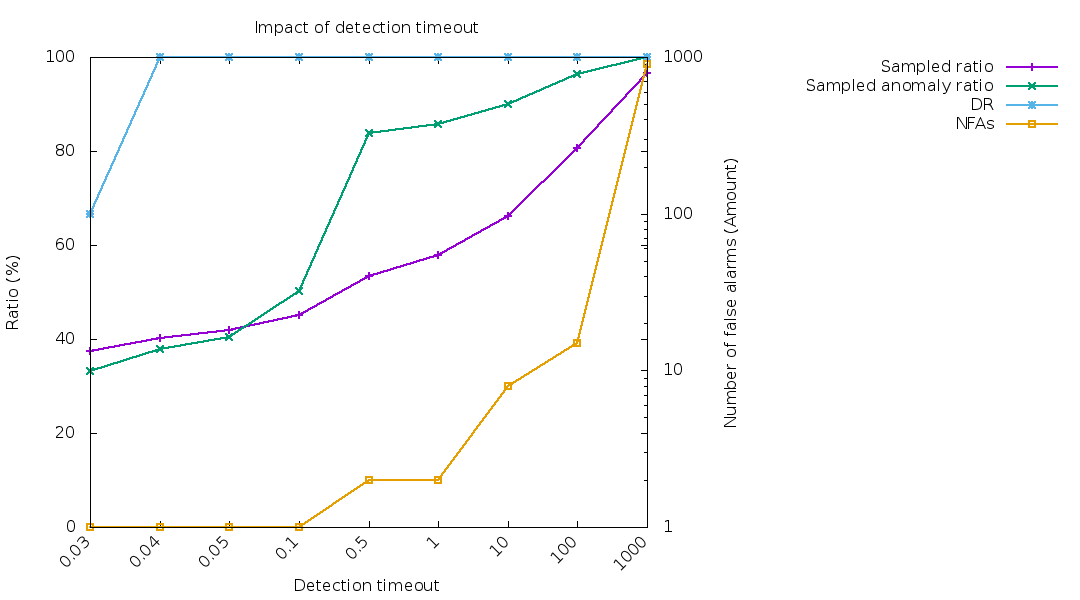 Impact of detection timeout
100
80
60
40
20
0
Ratio (%)
1000
100
10
1
Number of false alarms (Amount)
0.03
0.04
0.05
0.1
0.5
1
10
100
1000
Detection timeout
Sampled ratio
Sampled anomaly ratio
DR
NFAs